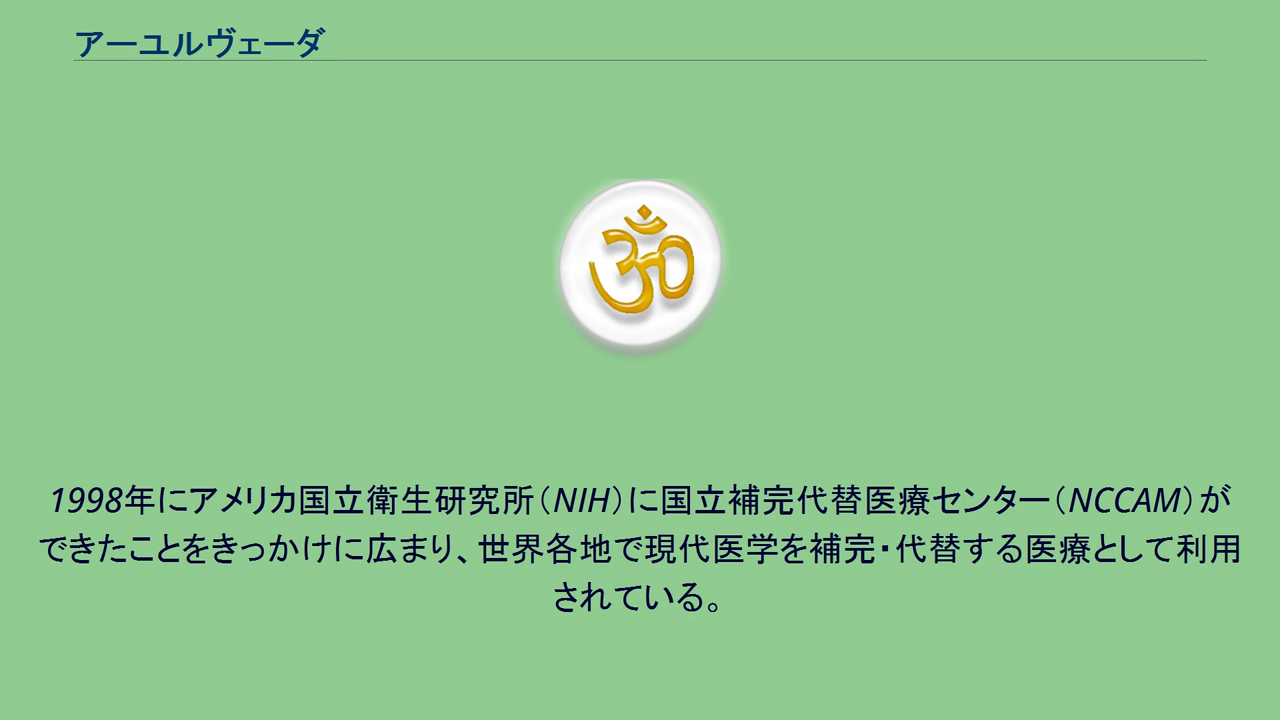 アーユルヴェーダ
ॐ
1998年にアメリカ国立衛生研究所（NIH）に国立補完代替医療センター（NCCAM）が
できたことをきっかけに広まり、世界各地で現代医学を補完・代替する医療として利用
されている。